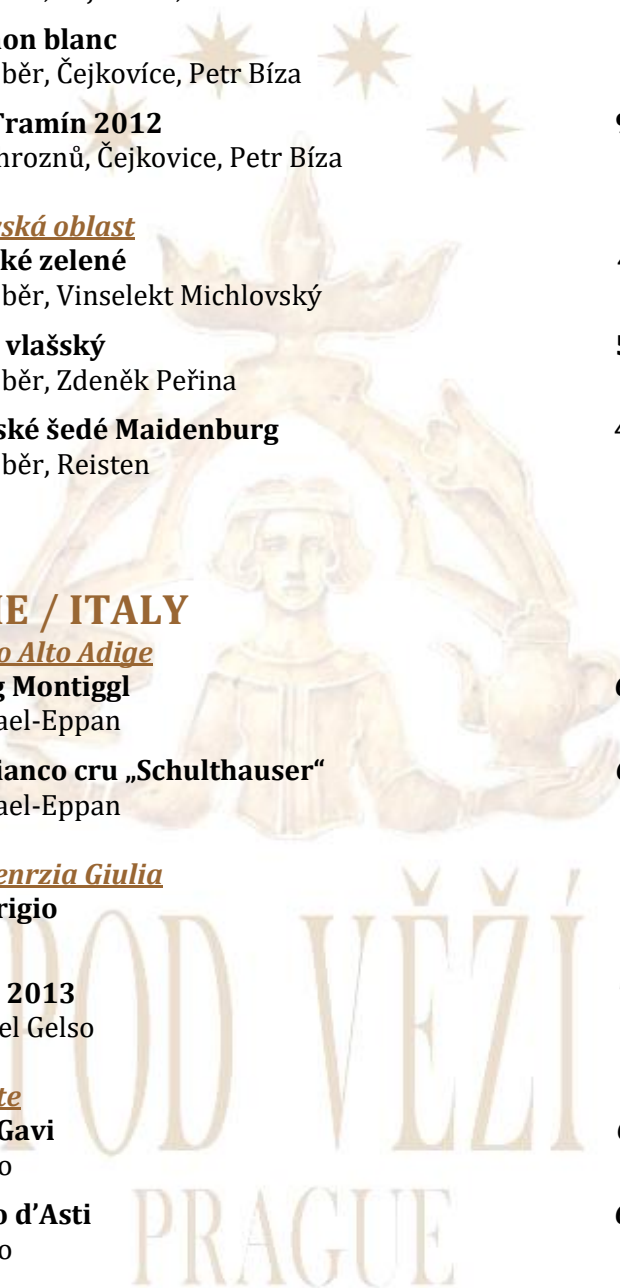 on blanc
běr, Čejkovíce, Petr Bíza
Tramín 2012
hroznů, Čejkovice, Petr Bíza
rská oblast
ké zelené
běr, Vinselekt Michlovský
vlašský
běr, Zdeněk Peřina
ské šedé Maidenburg
běr, Reisten
IE / ITALY
o Alto Adige
g Montiggl
ael-Eppan
ianco cru „Schulthauser“
ael-Eppan
enrzia Giulia
rigio
2013
el Gelso
te
Gavi
o
o d’Asti
o
POD VĚŽÍ
PRAGUE